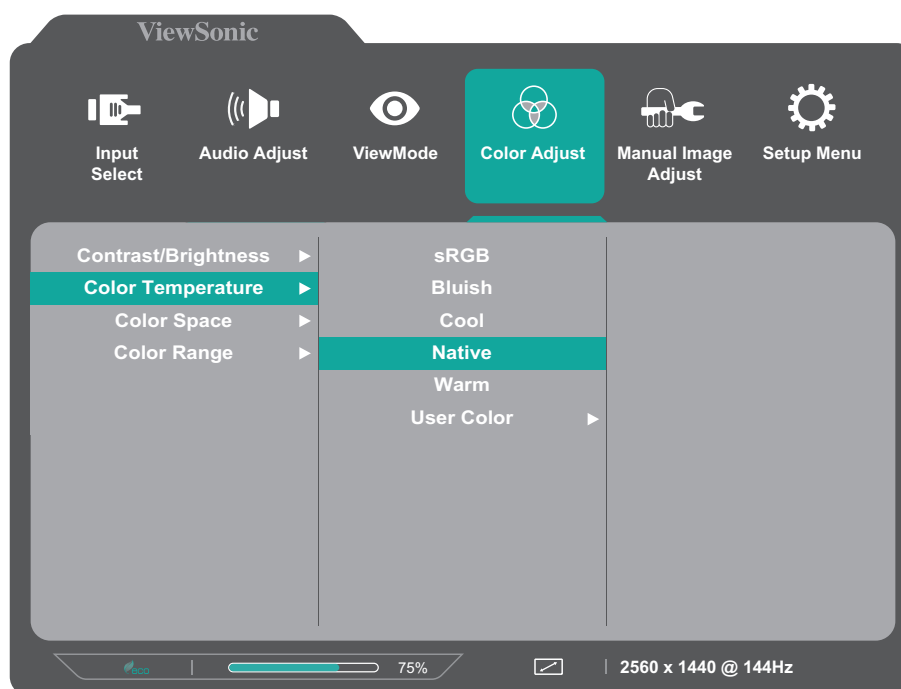 ViewSonic
Input
Select
Audio Adjust
ViewMode
Color Adjust
Manual Image
Adjust
Setup Menu
Contrast/Brightness
Color Temperature
Color Space
Color Range
sRGB
Bluish
Cool
Native
Warm
User Color
eco
75%
2560 x 1440 @ 144Hz